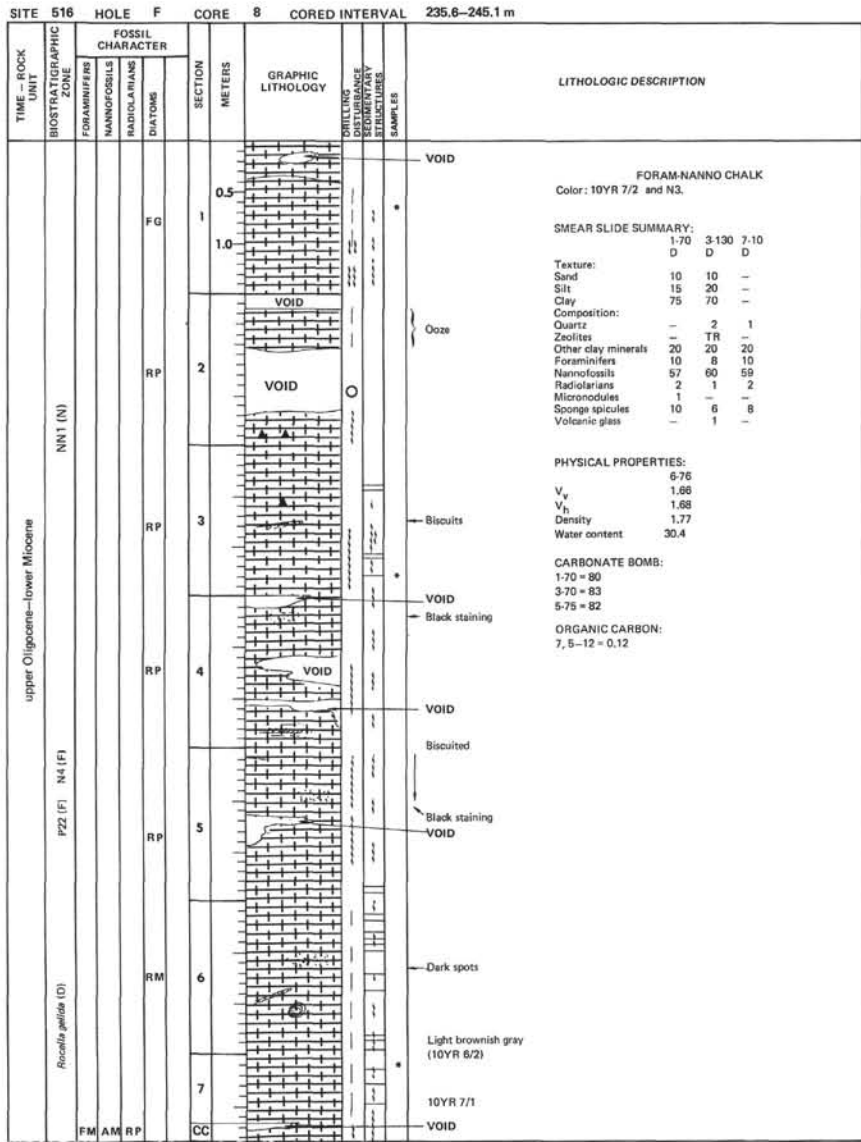 SITE 516 HOLE F CORE 8 CORED INTERVAL 235.6–245.1 m
TIME – ROCK UNIT
BIOSTRATIGRAPHIC ZONE
FOSSIL CHARACTER
FORAMINIFERS
NANNOFOSSILS
RADIOLARIANS
DIATOMS
SECTION
METERS
GRAPHIC LITHOLOGY
DRILLING DISTURBANCE
SEDIMENTARY STRUCTURES
SAMPLES
LITHOLOGIC DESCRIPTION
upper Oligocene–lower Miocene
NN1 (N)
P22 (F) N4 (F)
Rocella gelida (D)
FG
RP
RP
RP
RP
RM
FM AM RP
1
2
3
4
5
6
7
CC
0.5
1.0
VOID
VOID
VOID
VOID
*
*
*
VOID
Ooze
Biscuits
VOID
Black staining
VOID
Biscuited
Black staining
VOID
Dark spots
Light brownish gray
(10YR 6/2)
10YR 7/1
VOID
FORAM-NANNO CHALK
Color: 10YR 7/2 and N3.
SMEAR SLIDE SUMMARY:
1-70 3-130 7-10
D D D
Texture:
Sand 10 10 –
Silt 15 20 –
Clay 75 70 –
Composition:
Quartz – 2 1
Zeolites – TR –
Other clay minerals 20 20 20
Foraminifers 10 8 10
Nannofossils 57 60 59
Radiolarians 2 1 2
Micronodules 1 – –
Sponge spicules 10 6 8
Volcanic glass – 1 –
PHYSICAL PROPERTIES:
6-76
Vv 1.66
Vh 1.68
Density 1.77
Water content 30.4
CARBONATE BOMB:
1-70 = 80
3-70 = 83
5-75 = 82
ORGANIC CARBON:
7, 5–12 = 0.12